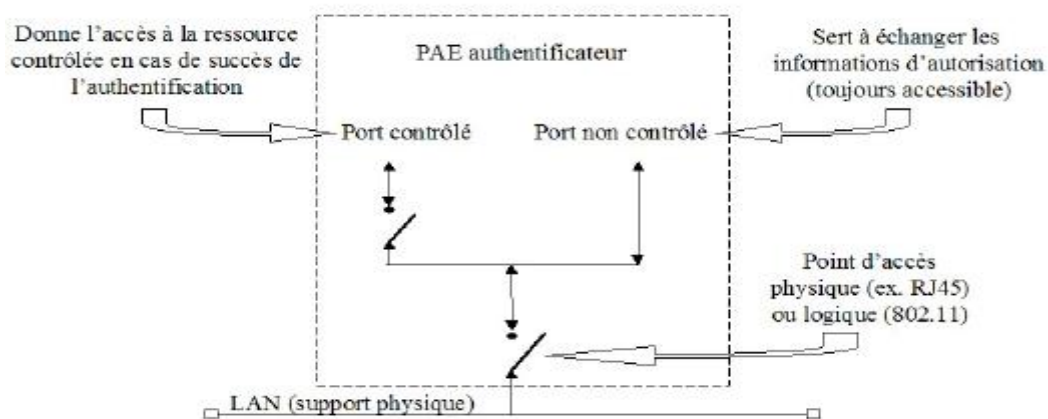 Donne l'accès à la ressource
contrôlée en cas de succès de
l'authentification
PAE authentificateur
Sert à échanger les
informations d'autorisation
(toujours accessible)
Port contrôlé
Port non contrôlé
Point d'accès
physique (ex. RJ45)
ou logique (802.11)
LAN (support physique)